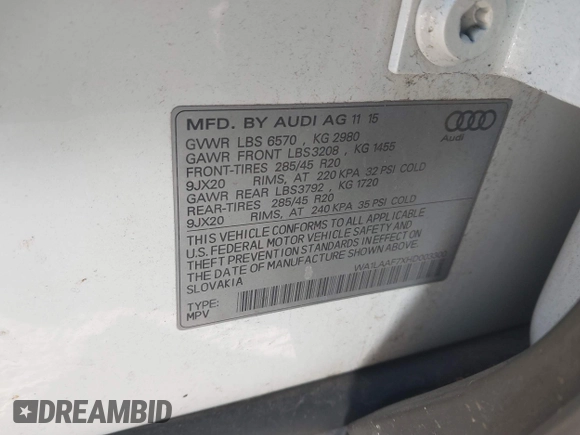 MFD. BY AUDI AG 11 15
Audi
GVWR LBS 6570 , KG 2980
GAWR FRONT LBS3208 , KG 1455
FRONT-TIRES 285/45 R20
9JX20 RIMS, AT 220 KPA 32 PSI COLD
GAWR REAR LBS3792 , KG 1720
REAR-TIRES 285/45 R20
9JX20 RIMS, AT 240 KPA 35 PSI COLD
THIS VEHICLE CONFORMS TO ALL APPLICABLE
U.S. FEDERAL MOTOR VEHICLE SAFETY AND
THEFT PREVENTION STANDARDS IN EFFECT ON
THE DATE OF MANUFACTURE SHOWN ABOVE
SLOVAKIA
TYPE:
MPV
DREAMBID